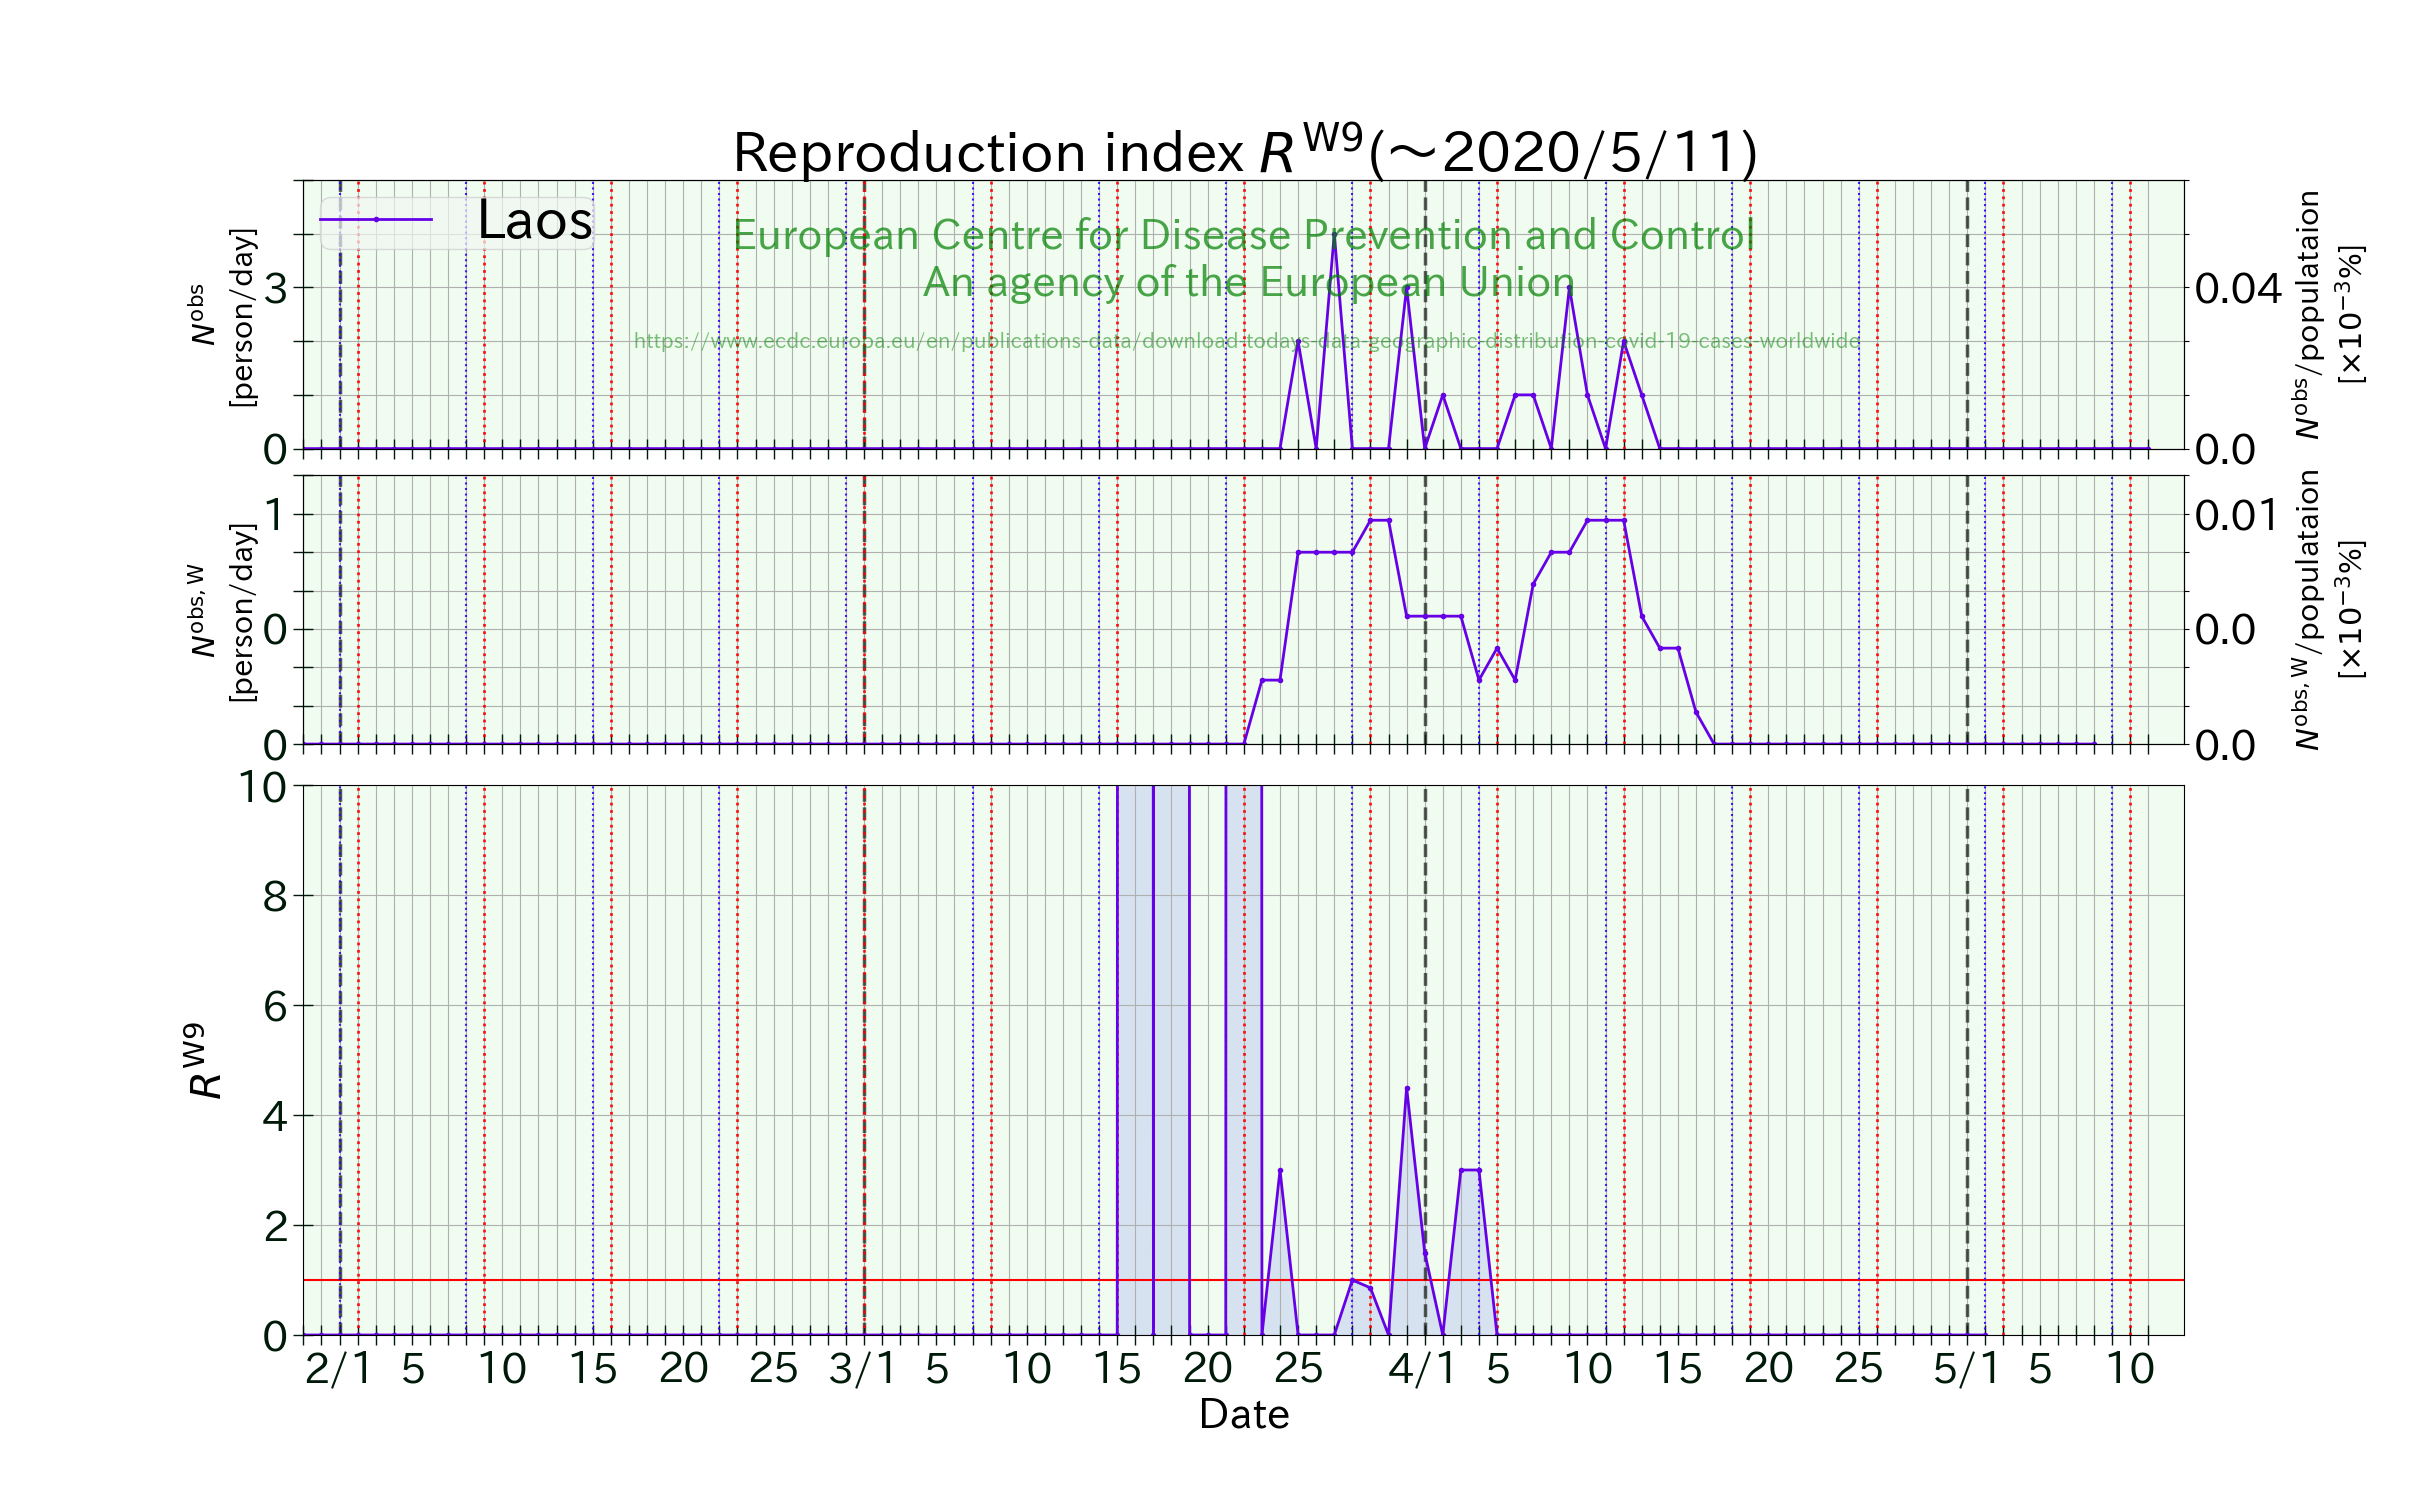 Reproduction index R^W9(～2020/5/11)
Laos
European Centre for Disease Prevention and Control
An agency of the European Union
https://www.ecdc.europa.eu/en/publications-data/download-todays-data-geographic-distribution-covid-19-cases-worldwide
N^obs
[person/day]
3
0
0.04
0.0
N^obs/populataion
[×10^−3%]
N^obs, W
[person/day]
1
0
0
0.01
0.0
0.0
N^obs, W/populataion
[×10^−3%]
R^W9
10
8
6
4
2
0
2/1 5 10 15 20 25 3/1 5 10 15 20 25 4/1 5 10 15 20 25 5/1 5 10
Date